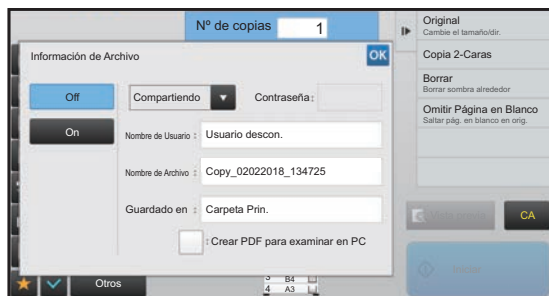 Nº de copias 1
Original
Cambie el tamaño/dir.
Copia 2-Caras
Borrar
Borrar sombra alrededor
Omitir Página en Blanco
Saltar pág. en blanco en orig.
CA
Información de Archivo
OK
Off
On
Compartiendo
Contraseña:
Nombre de Usuario : Usuario descon.
Nombre de Archivo : Copy_02022018_134725
Guardado en : Carpeta Prin.
: Crear PDF para examinar en PC
Otros
3 B4
4 A3